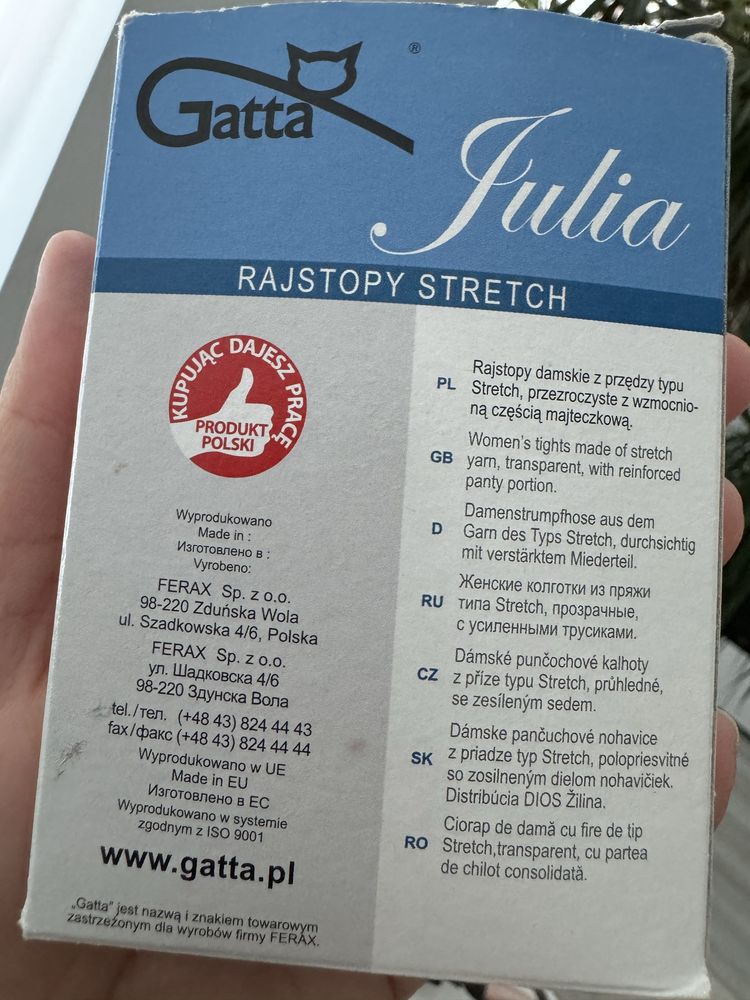 Gatta ®
Julia
RAJSTOPY STRETCH
KUPUJĄC DAJESZ PRACĘ
PRODUKT
POLSKI
Wyprodukowano
Made in :
Изготовлено в :
Vyrobeno:
FERAX Sp. z o.o.
98-220 Zduńska Wola
ul. Szadkowska 4/6, Polska
FERAX Sp. z o.o.
ул. Шадковска 4/6
98-220 Здунска Вола
tel./тел. (+48 43) 824 44 43
fax/факс (+48 43) 824 44 44
Wyprodukowano w UE
Made in EU
Изготовлено в ЕС
Wyprodukowano w systemie
zgodnym z ISO 9001
www.gatta.pl
„Gatta” jest nazwą i znakiem towarowym
zastrzeżonym dla wyrobów firmy FERAX.
PL Rajstopy damskie z przędzy typu
Stretch, przezroczyste z wzmocnio-
ną częścią majteczkową.
GB Women's tights made of stretch
yarn, transparent, with reinforced
panty portion.
D Damenstrumpfhose aus dem
Garn des Typs Stretch, durchsichtig
mit verstärktem Miederteil.
RU Женские колготки из пряжи
типа Stretch, прозрачные,
с усиленными трусиками.
CZ Dámské punčochové kalhoty
z příze typu Stretch, průhledné,
se zesíleným sedem.
SK Dámske pančuchové nohavice
z priadze typ Stretch, polopriesvitné
so zosilneným dielom nohavičiek.
Distribúcia DIOS Žilina.
RO Ciorap de damă cu fire de tip
Stretch,transparent, cu partea
de chilot consolidată.